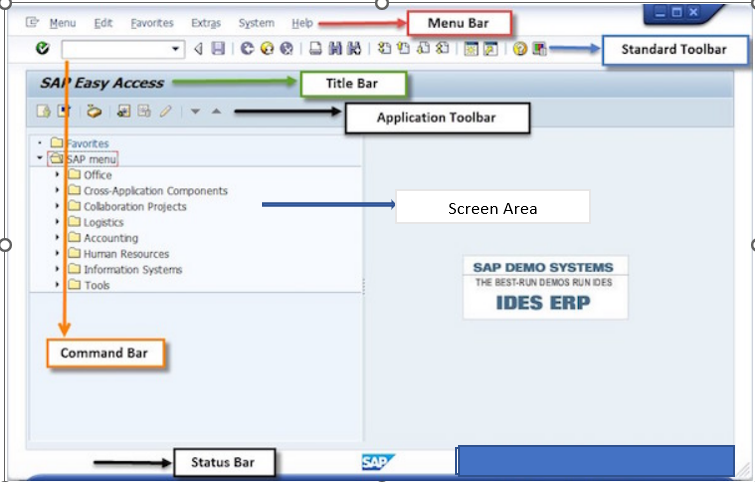 Menu Edit Favorites Extras System Help
Menu Bar
Standard Toolbar
SAP Easy Access
Title Bar
Application Toolbar
Favorites
SAP menu
Office
Cross-Application Components
Collaboration Projects
Logistics
Accounting
Human Resources
Information Systems
Tools
Screen Area
SAP DEMO SYSTEMS
THE BEST-RUN DEMOS RUN IDES
IDES ERP
Command Bar
Status Bar
SAP